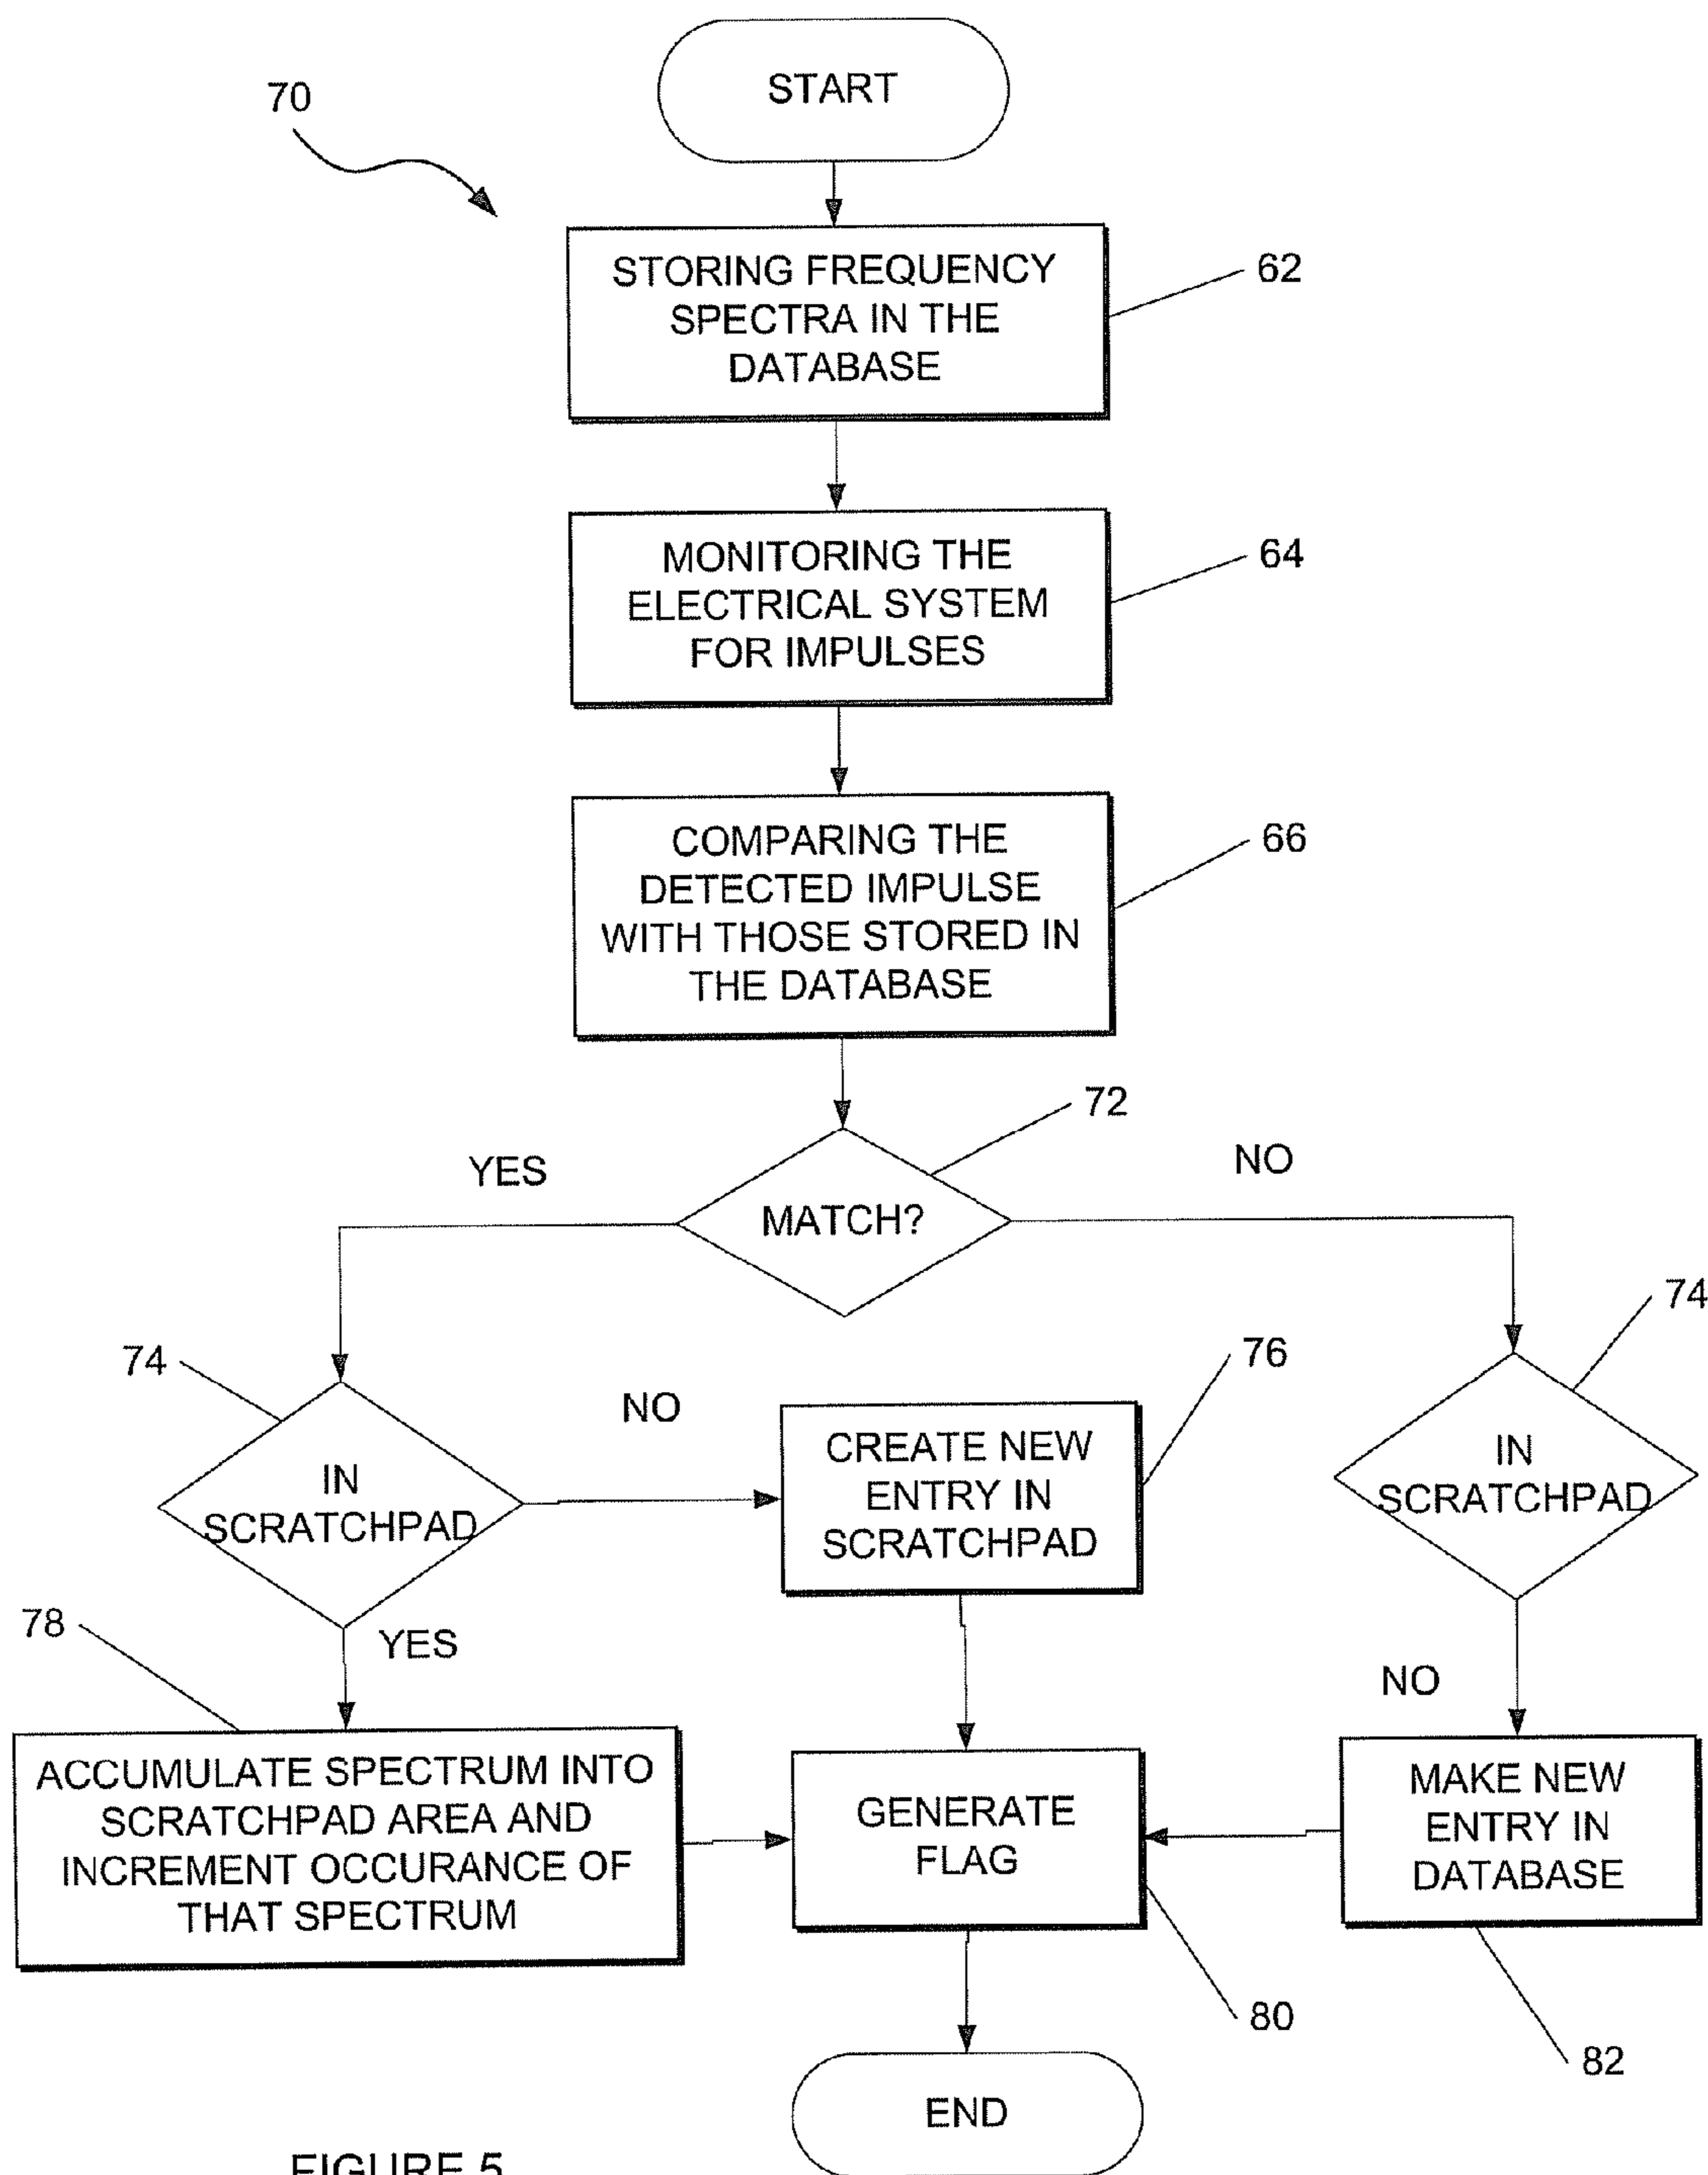 START
70
STORING FREQUENCY
SPECTRA IN THE
DATABASE
62
MONITORING THE
ELECTRICAL SYSTEM
FOR IMPULSES
64
COMPARING THE
DETECTED IMPULSE
WITH THOSE STORED IN
THE DATABASE
66
72
YES
NO
MATCH?
74
74
76
NO
IN
SCRATCHPAD
CREATE NEW
ENTRY IN
SCRATCHPAD
IN
SCRATCHPAD
78
YES
NO
ACCUMULATE SPECTRUM INTO
SCRATCHPAD AREA AND
INCREMENT OCCURANCE OF
THAT SPECTRUM
GENERATE
FLAG
MAKE NEW
ENTRY IN
DATABASE
80
82
END
FIGURE 5